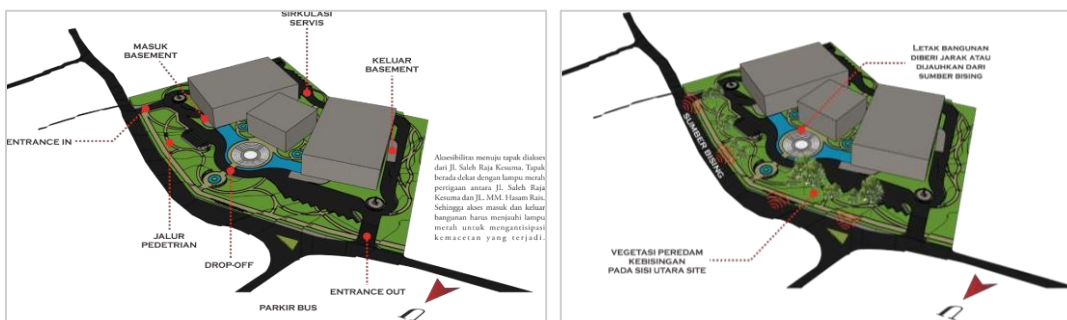 SIRKULASI
SERVIS
MASUK
BASEMENT
KELUAR
BASEMENT
ENTRANCE IN
Aksesibilitas menuju tapak diakses
dari Jl. Saleh Raja Kesuma. Tapak
berada dekat dengan lampu merah
pertigaan antara Jl. Saleh Raja
Kesuma dan JL. MM. Hasam Rais.
Sehingga akses masuk dan keluar
bangunan harus menjauhi lampu
merah untuk mengantisipasi
kemacetan yang terjadi.
JALUR
PEDETRIAN
DROP-OFF
ENTRANCE OUT
PARKIR BUS
LETAK BANGUNAN
DIBERI JARAK ATAU
DIJAUHKAN DARI
SUMBER BISING
SUMBER BISING
VEGETASI PEREDAM
KEBISINGAN
PADA SISI UTARA SITE